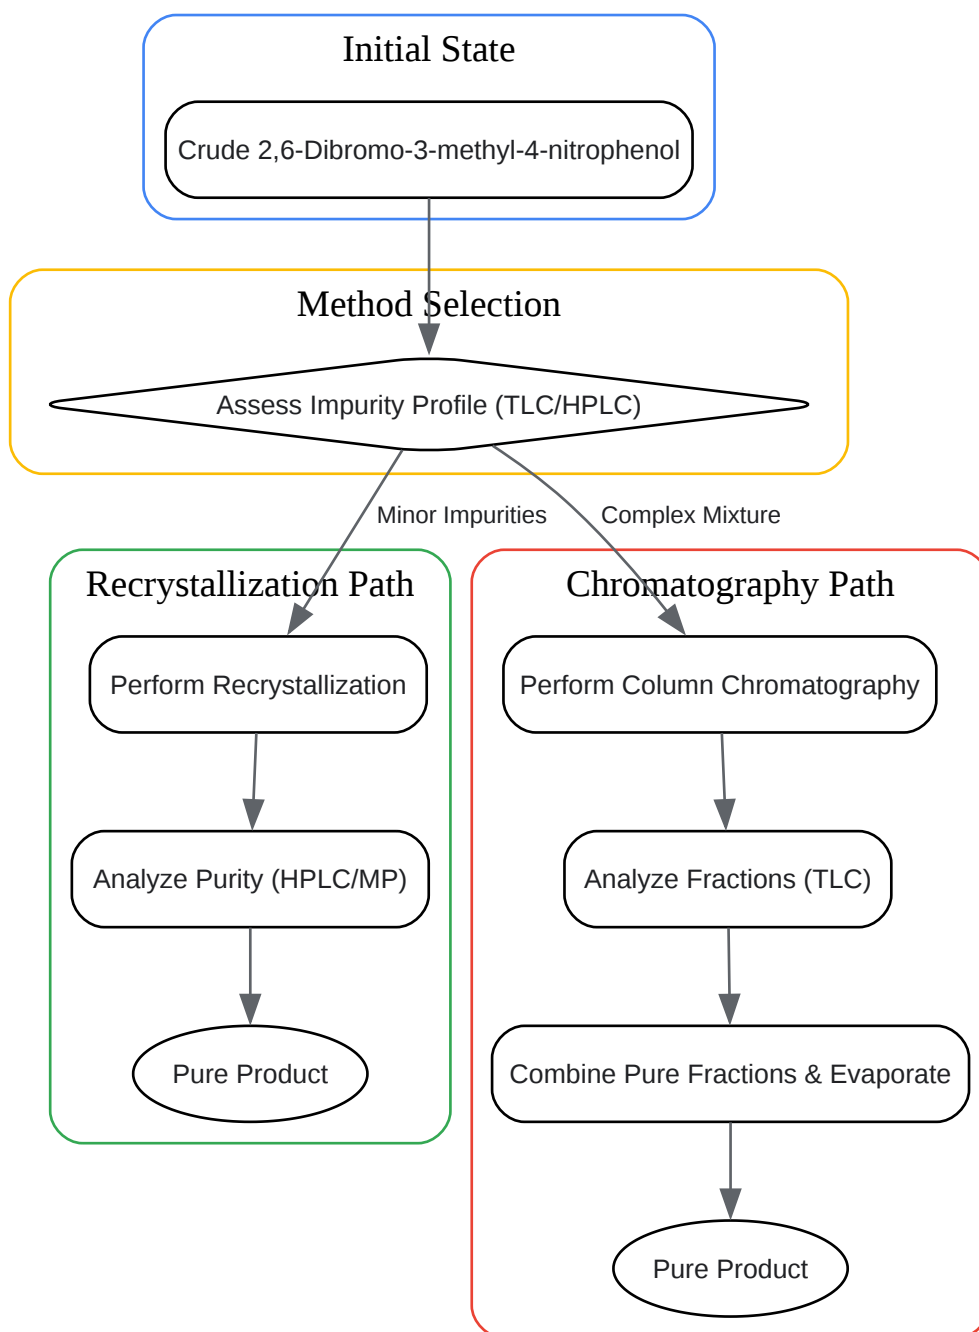 Initial State
Crude 2,6-Dibromo-3-methyl-4-nitrophenol
Method Selection
Assess Impurity Profile (TLC/HPLC)
Minor Impurities
Complex Mixture
Recrystallization Path
Perform Recrystallization
Analyze Purity (HPLC/MP)
Pure Product
Chromatography Path
Perform Column Chromatography
Analyze Fractions (TLC)
Combine Pure Fractions & Evaporate
Pure Product